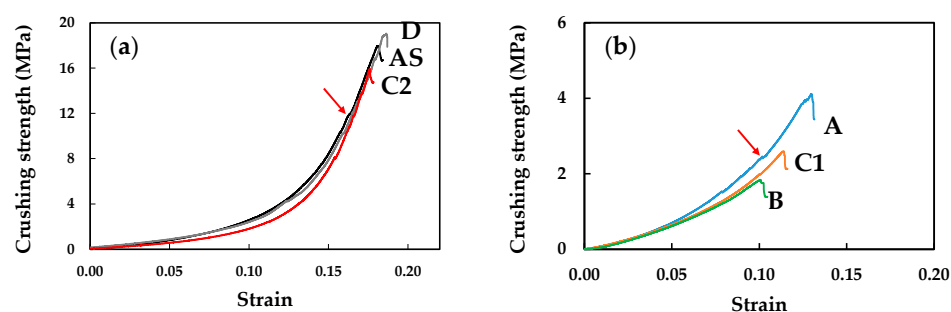 Crushing strength (MPa)
20
16
12
8
4
0
(a)
D
AS
C2
0.00 0.05 0.10 0.15 0.20
Strain
Crushing strength (MPa)
6
4
2
0
(b)
A
C1
B
0.00 0.05 0.10 0.15 0.20
Strain